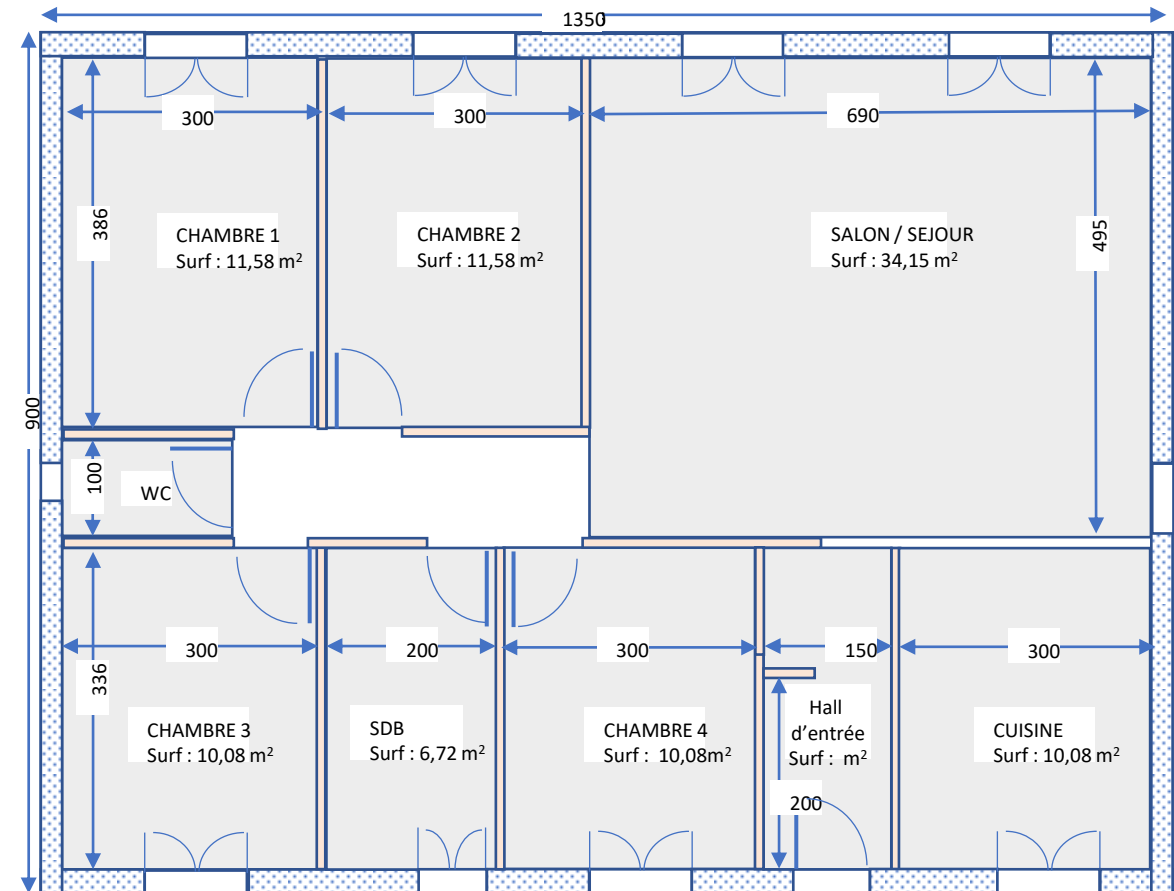 1350
300
300
690
386
CHAMBRE 1
Surf : 11,58 m²
CHAMBRE 2
Surf : 11,58 m²
SALON / SEJOUR
Surf : 34,15 m²
495
900
100
WC
336
300
200
300
150
300
CHAMBRE 3
Surf : 10,08 m²
SDB
Surf : 6,72 m²
CHAMBRE 4
Surf :  10,08m²
Hall
d’entrée
Surf :  m²
200
CUISINE
Surf : 10,08 m²